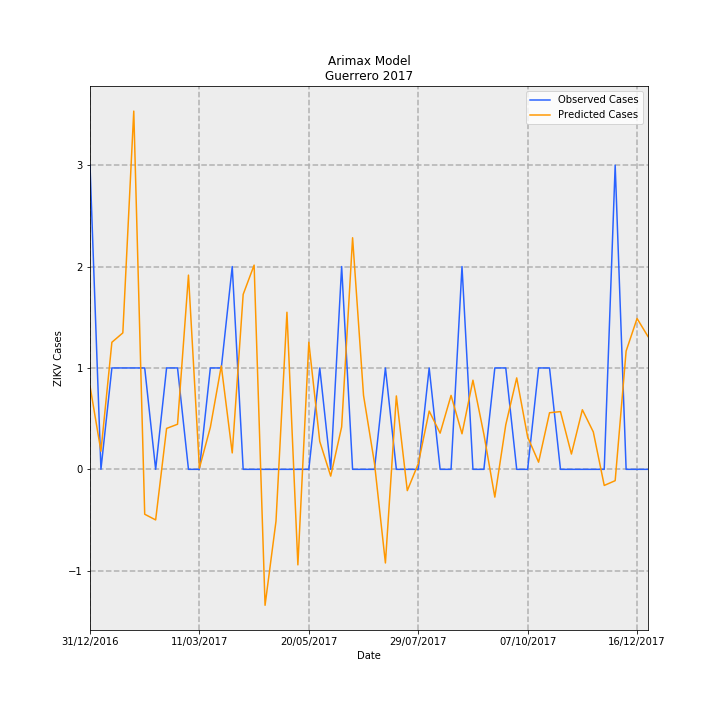 Arimax Model
Guerrero 2017
Observed Cases
Predicted Cases
ZIKV Cases
3
2
1
0
−1
31/12/2016
11/03/2017
20/05/2017
29/07/2017
07/10/2017
16/12/2017
Date